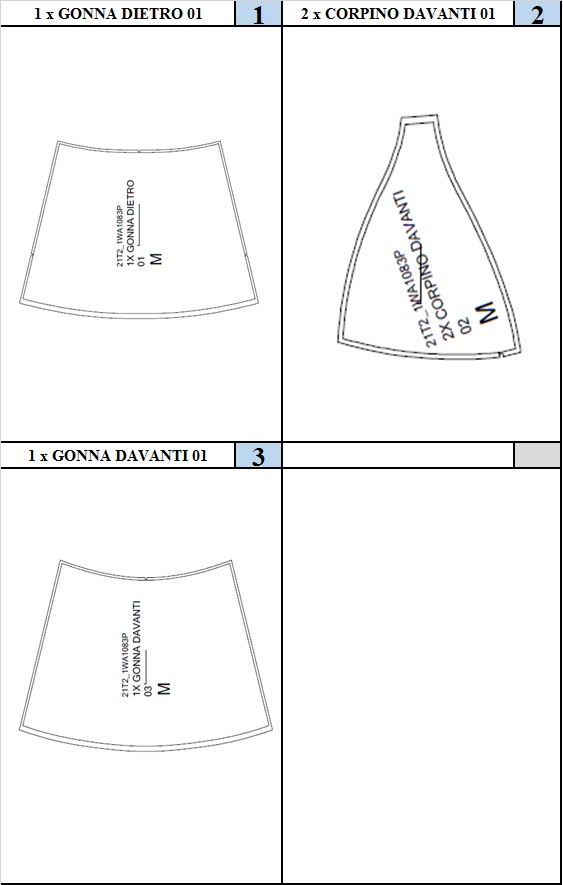 1 x GONNA DIETRO 01
1
2 x CORPINO DAVANTI 01
2
21T2_1WA1083P
1X GONNA DIETRO
01
M
21T2_1WA1083P
2X CORPINO DAVANTI
02
M
1 x GONNA DAVANTI 01
3
21T2_1WA1083P
1X GONNA DAVANTI
03
M